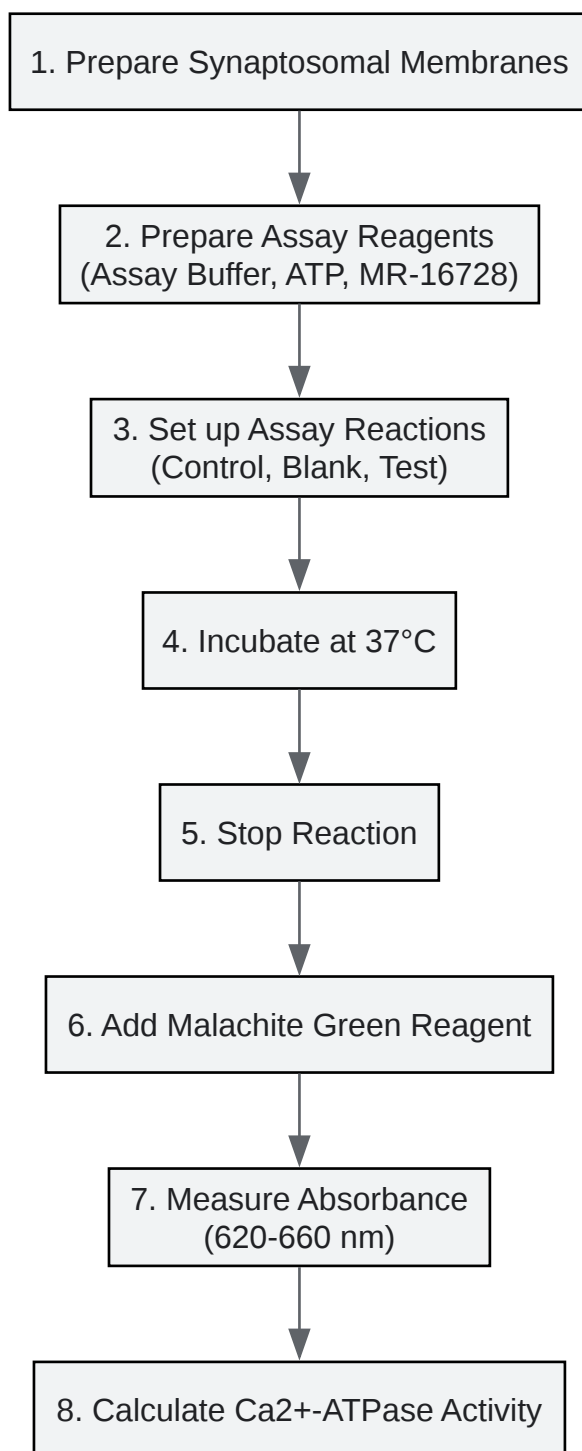 1. Prepare Synaptosomal Membranes
2. Prepare Assay Reagents
(Assay Buffer, ATP, MR-16728)
3. Set up Assay Reactions
(Control, Blank, Test)
4. Incubate at 37°C
5. Stop Reaction
6. Add Malachite Green Reagent
7. Measure Absorbance
(620-660 nm)
8. Calculate Ca2+-ATPase Activity